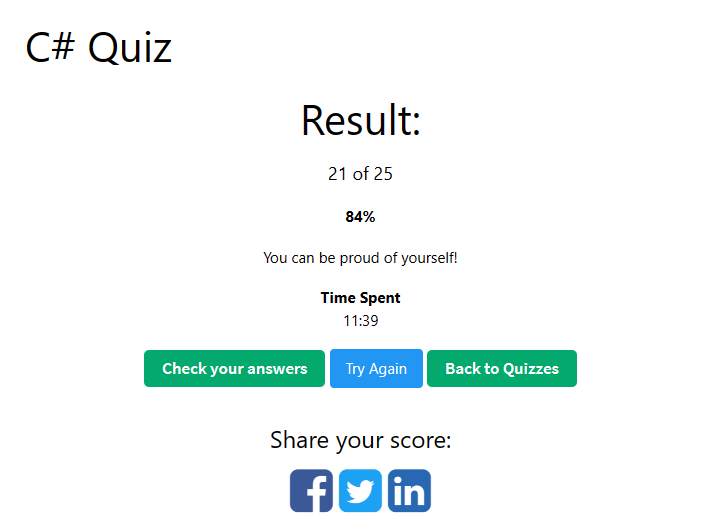 C# Quiz
Result:
21 of 25
84%
You can be proud of yourself!
Time Spent
11:39
Check your answers Try Again Back to Quizzes
Share your score: